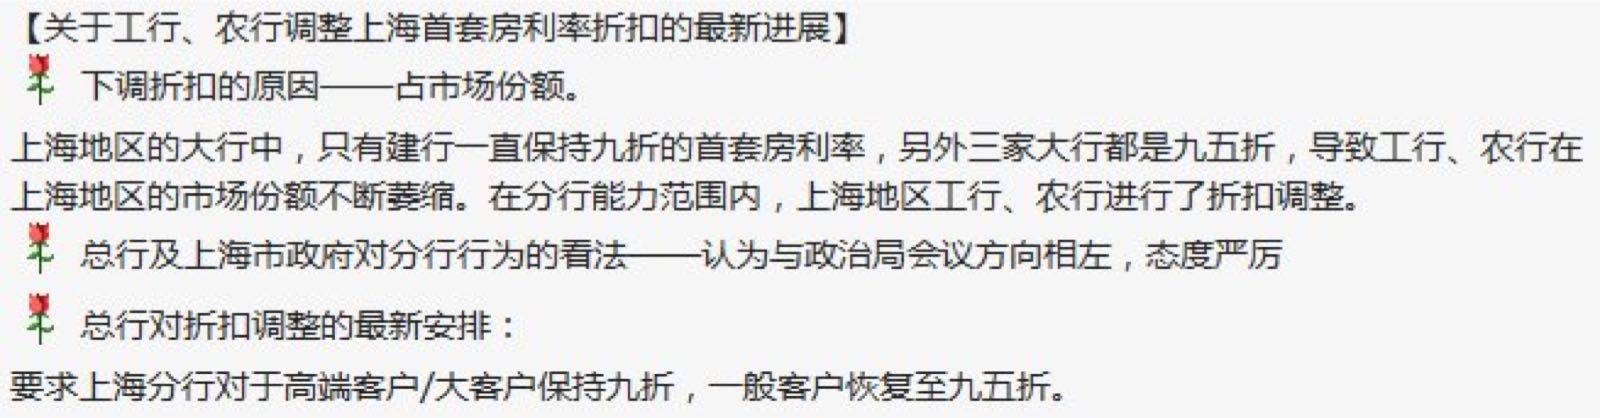 【关于工行、农行调整上海首套房利率折扣的最新进展】
下调折扣的原因——占市场份额。
上海地区的大行中，只有建行一直保持九折的首套房利率，另外三家大行都是九五折，导致工行、农行在
上海地区的市场份额不断萎缩。在分行能力范围内，上海地区工行、农行进行了折扣调整。
总行及上海市政府对分行行为的看法——认为与政治局会议方向相左，态度严厉
总行对折扣调整的最新安排：
要求上海分行对于高端客户/大客户保持九折，一般客户恢复至九五折。